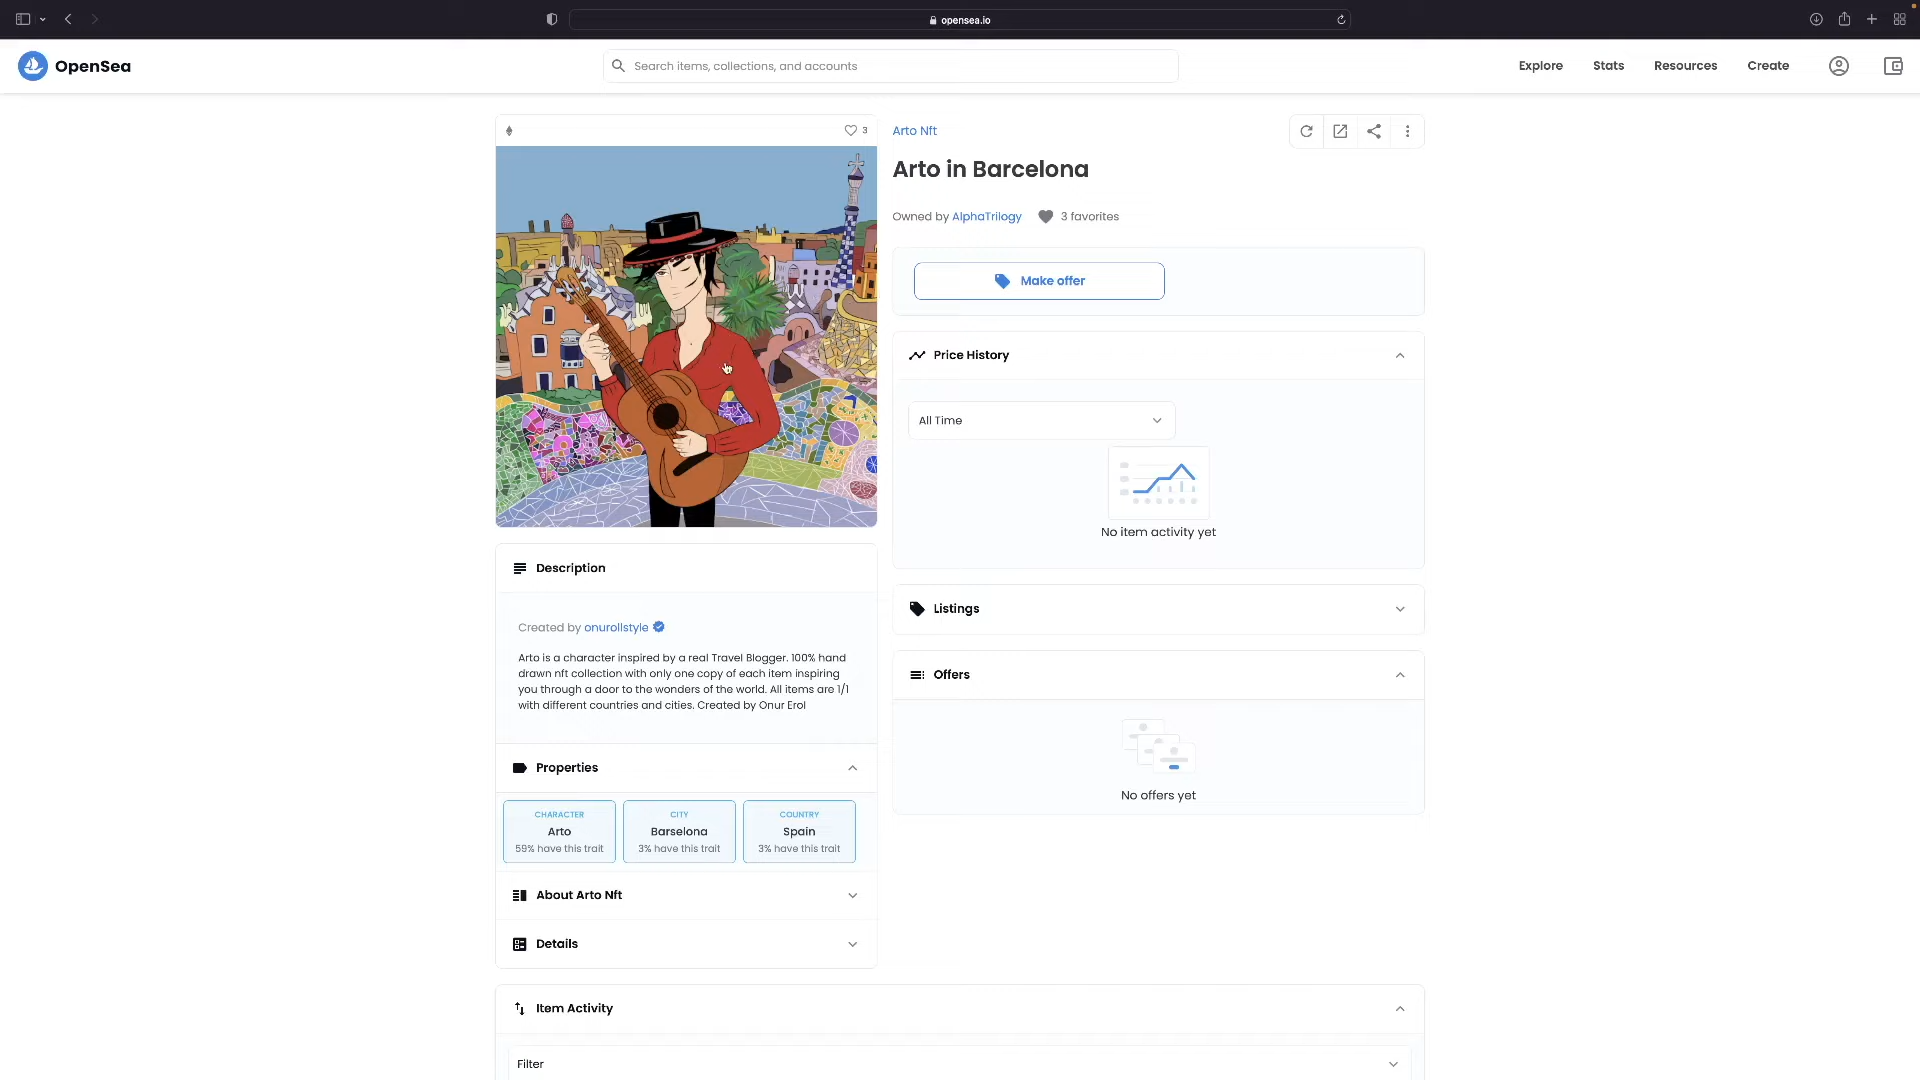 opensea.io
OpenSea
Search items, collections, and accounts
Explore
Stats
Resources
Create
3
Arto Nft
Arto in Barcelona
Owned by AlphaTrilogy
3 favorites
Make offer
Price History
All Time
No item activity yet
Description
Listings
Created by onurollstyle
Arto is a character inspired by a real Travel Blogger. 100% hand
drawn nft collection with only one copy of each item inspiring
you through a door to the wonders of the world. All items are 1/1
with different countries and cities. Created by Onur Erol
Offers
No offers yet
Properties
CHARACTER
Arto
59% have this trait
CITY
Barselona
3% have this trait
COUNTRY
Spain
3% have this trait
About Arto Nft
Details
Item Activity
Filter